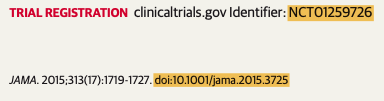 TRIAL REGISTRATION clinicaltrials.gov Identifier: NCT01259726
JAMA. 2015;313(17):1719-1727. doi:10.1001/jama.2015.3725